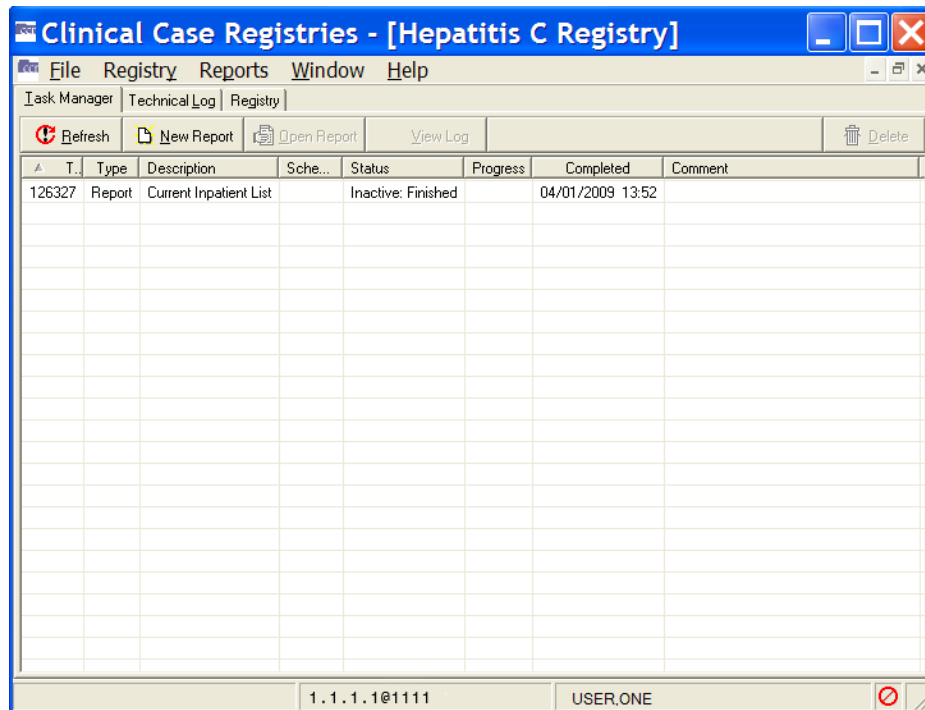 Clinical Case Registries - [Hepatitis C Registry]
File Registry Reports Window Help
Task Manager Technical Log Registry
Refresh New Report Open Report View Log Delete
T.. Type Description Sche... Status Progress Completed Comment
126327 Report Current Inpatient List Inactive: Finished 04/01/2009 13:52
1.1.1.1@1111 USER,ONE